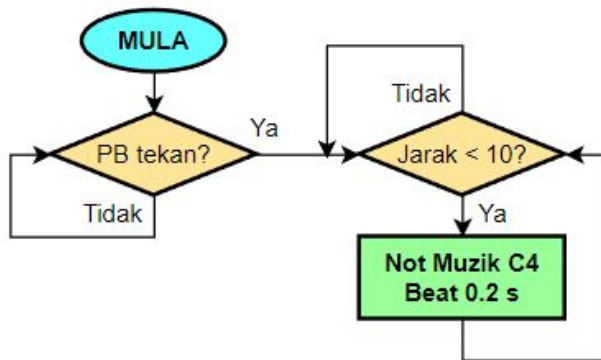 MULA
PB tekan?
Ya
Tidak
Tidak
Jarak < 10?
Ya
Not Muzik C4
Beat 0.2 s